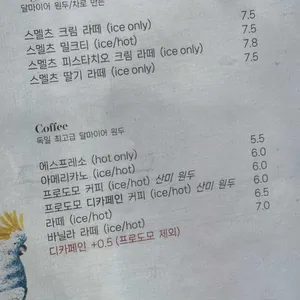 달마이어 원두/차로 만든
스멜츠 크림 라떼 (ice only) 7.5
스멜츠 밀크티 (ice/hot) 7.5
스멜츠 피스타치오 크림 라떼 (ice only) 7.8
스멜츠 딸기 라떼 (ice only) 7.5
Coffee
독일 최고급 달마이어 원두
에스프레소 (hot only) 5.5
아메리카노 (ice/hot) 6.0
프로도모 커피 (ice/hot) 산미 원두 6.0
프로도모 디카페인 커피 (ice/hot) 산미 원두 6.0
라떼 (ice/hot) 6.5
바닐라 라떼 (ice/hot) 7.0
디카페인 +0.5 (프로도모 제외)